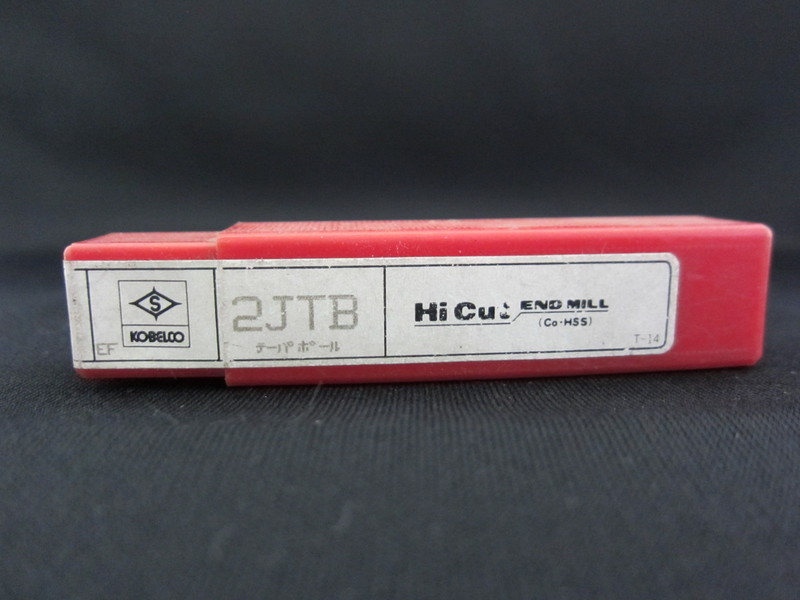 S
KOBELCO
EF
2JTB
テーパボール
Hi Cut END MILL
(Co-HSS)
T-14